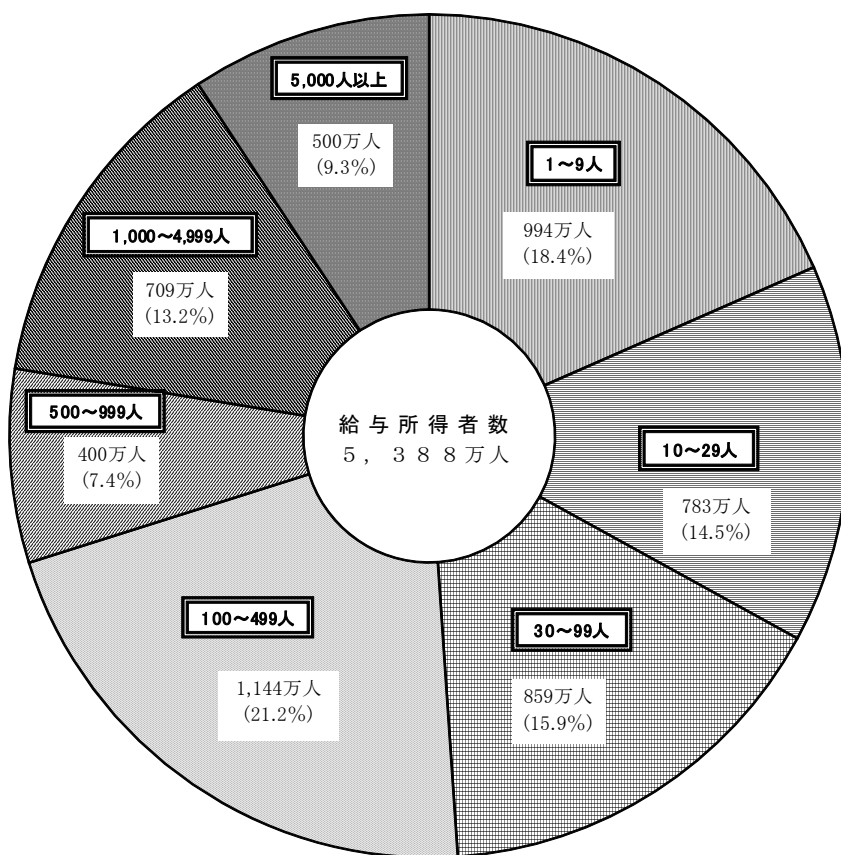 5,000人以上
500万人
(9.3%)
1～9人
994万人
(18.4%)
10～29人
783万人
(14.5%)
30～99人
859万人
(15.9%)
100～499人
1,144万人
(21.2%)
500～999人
400万人
(7.4%)
1,000～4,999人
709万人
(13.2%)
給与所得者数
５，３８８万人